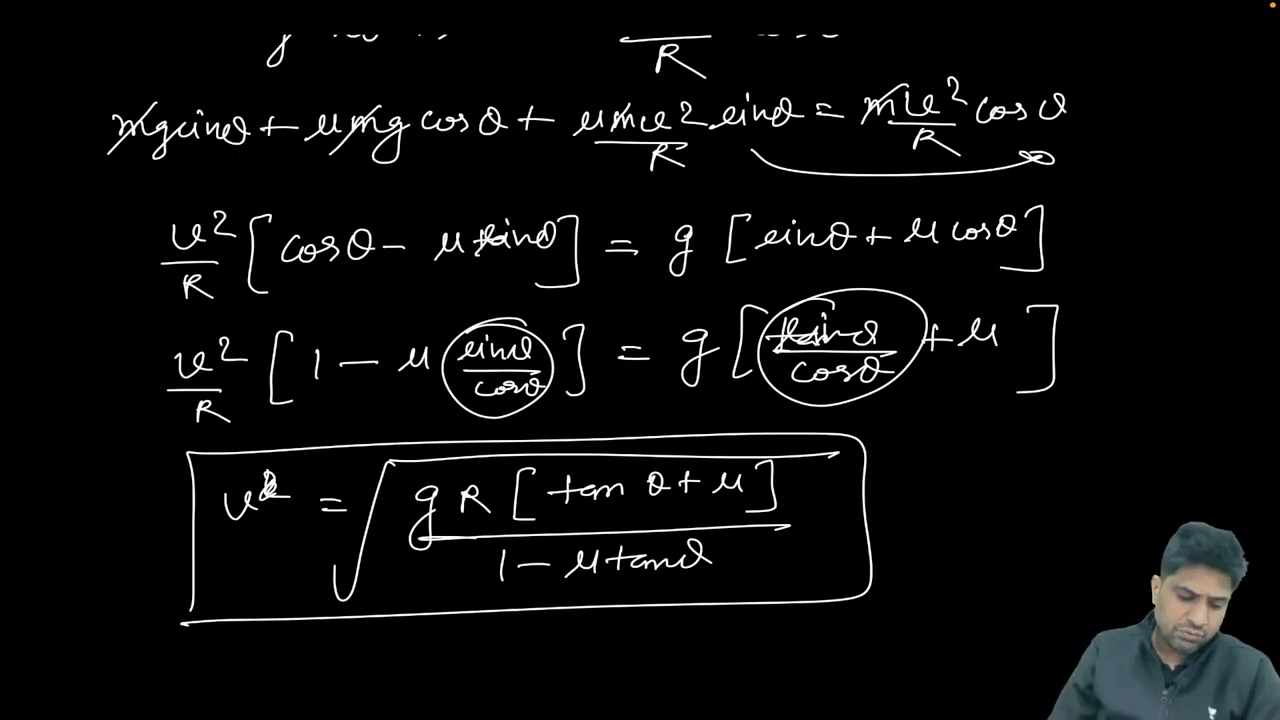 R
mg sinθ + μmg cosθ + μmv²/R sinθ = mv²/R cosθ
v²/R [cosθ - μ sinθ] = g [sinθ + μ cosθ]
v²/R [1 - μ sinθ/cosθ] = g [sinθ/cosθ + μ]
v = √(gR [tan θ + μ] / 1 - μ tanθ)